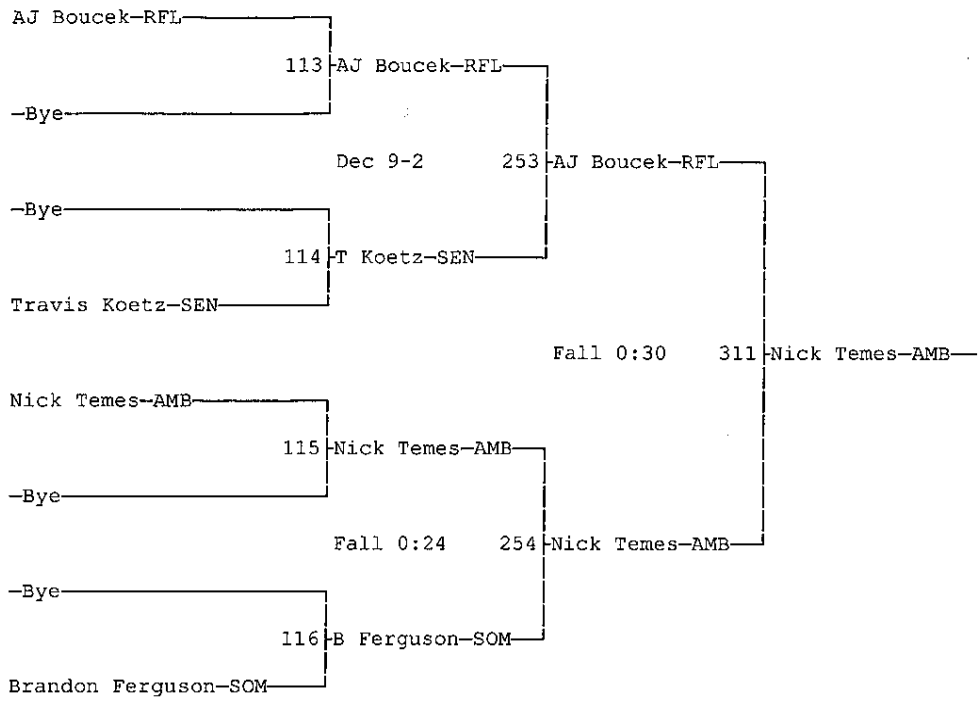 AJ Boucek—RFL
113 AJ Boucek—RFL
—Bye
Dec 9-2 253 AJ Boucek—RFL
—Bye
114 T Koetz—SEN
Travis Koetz—SEN
Fall 0:30 311 Nick Temes—AMB
Nick Temes—AMB
115 Nick Temes—AMB
—Bye
Fall 0:24 254 Nick Temes—AMB
—Bye
116 B Ferguson—SOM
Brandon Ferguson—SOM